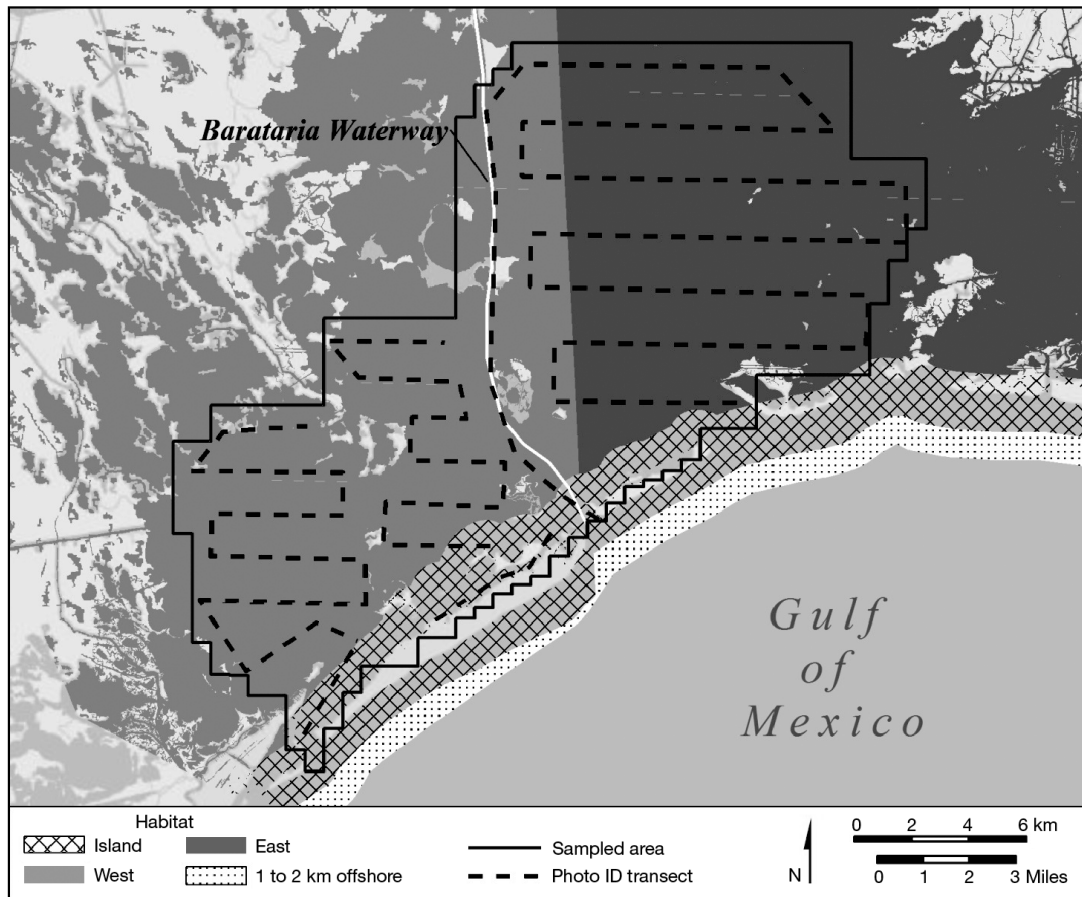 Barataria Waterway
Gulf
of
Mexico
Habitat
Island
East
West
1 to 2 km offshore
Sampled area
Photo ID transect
N
0 2 4 6 km
0 1 2 3 Miles